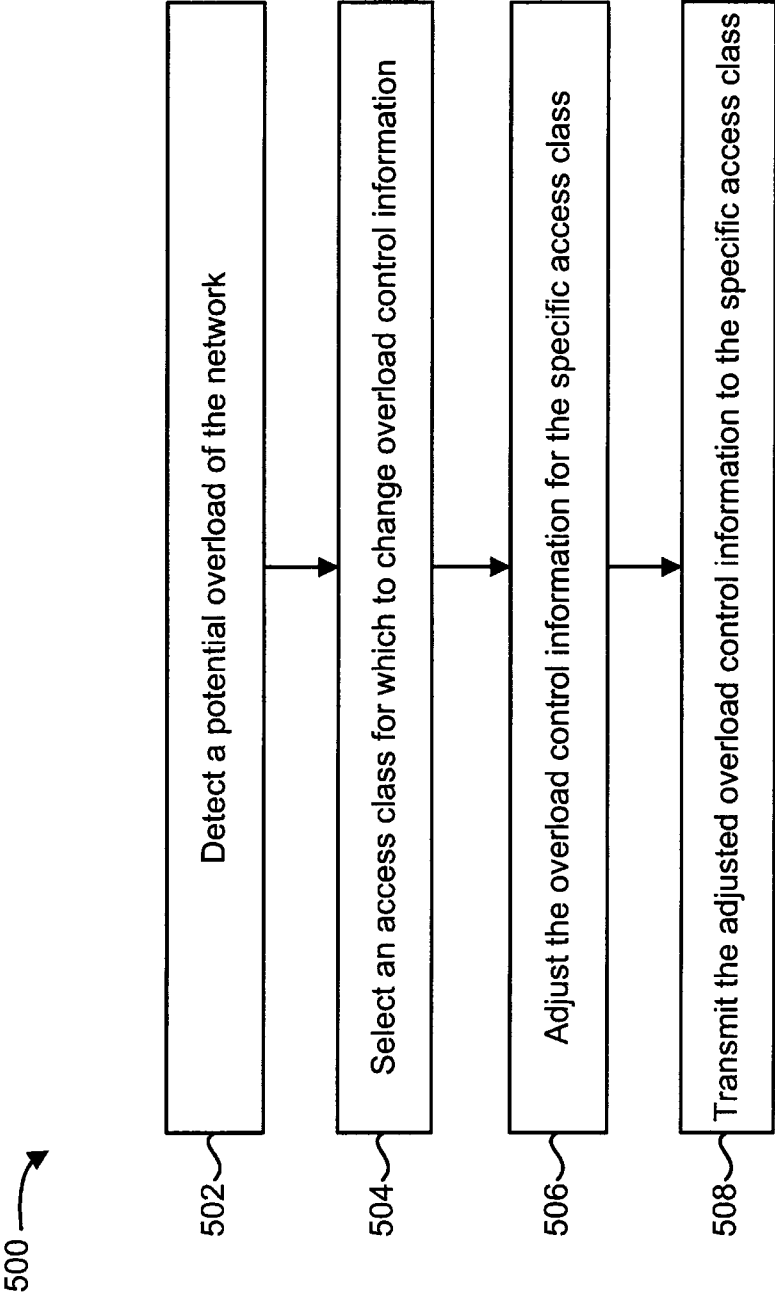 500
502
Detect a potential overload of the network
504
Select an access class for which to change overload control information
506
Adjust the overload control information for the specific access class
508
Transmit the adjusted overload control information to the specific access class